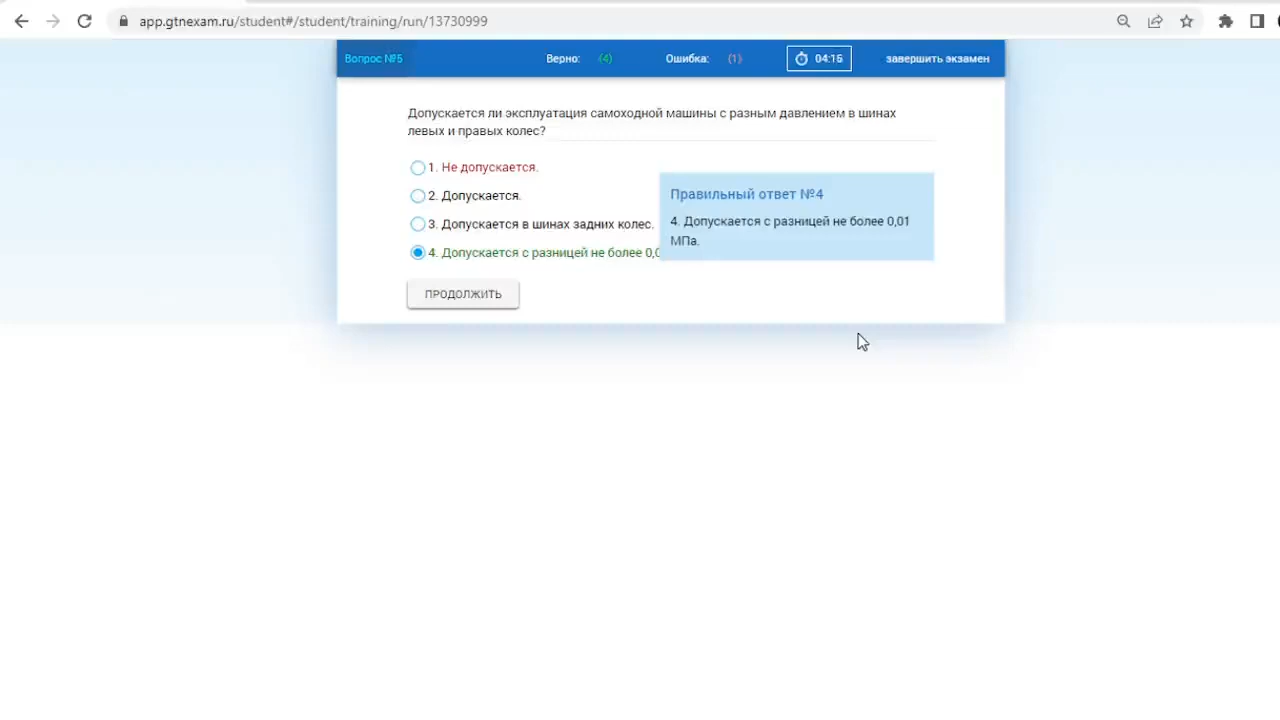 app.gtnexam.ru/student#/student/training/run/13730999
Вопрос №5 Верно: (4) Ошибка: (1) 04:15 завершить экзамен
Допускается ли эксплуатация самоходной машины с разным давлением в шинах
левых и правых колес?
1. Не допускается.
2. Допускается.
3. Допускается в шинах задних колес.
4. Допускается с разницей не более 0,0
Правильный ответ №4
4. Допускается с разницей не более 0,01
МПа.
ПРОДОЛЖИТЬ